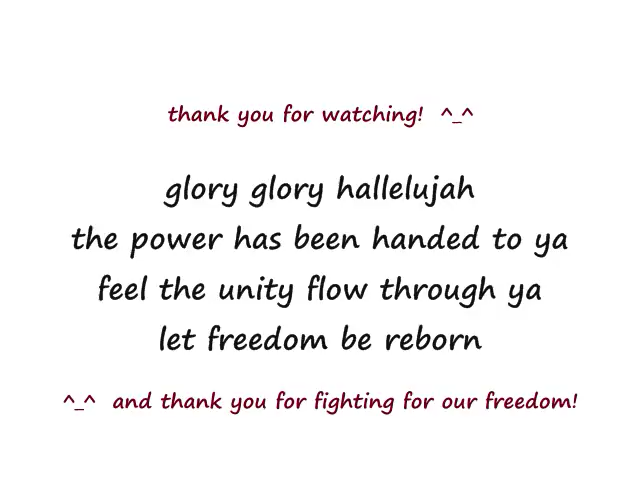 thank you for watching!  ^_^
glory glory hallelujah
the power has been handed to ya
feel the unity flow through ya
let freedom be reborn
^_^  and thank you for fighting for our freedom!